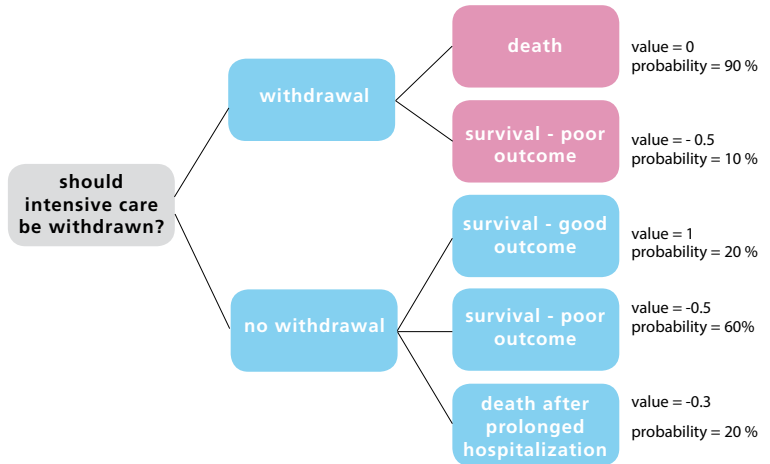 should
intensive care
be withdrawn?
withdrawal
death
value = 0
probability = 90 %
survival - poor
outcome
value = - 0.5
probability = 10 %
no withdrawal
survival - good
outcome
value = 1
probability = 20 %
survival - poor
outcome
value = -0.5
probability = 60%
death after
prolonged
hospitalization
value = -0.3
probability = 20 %